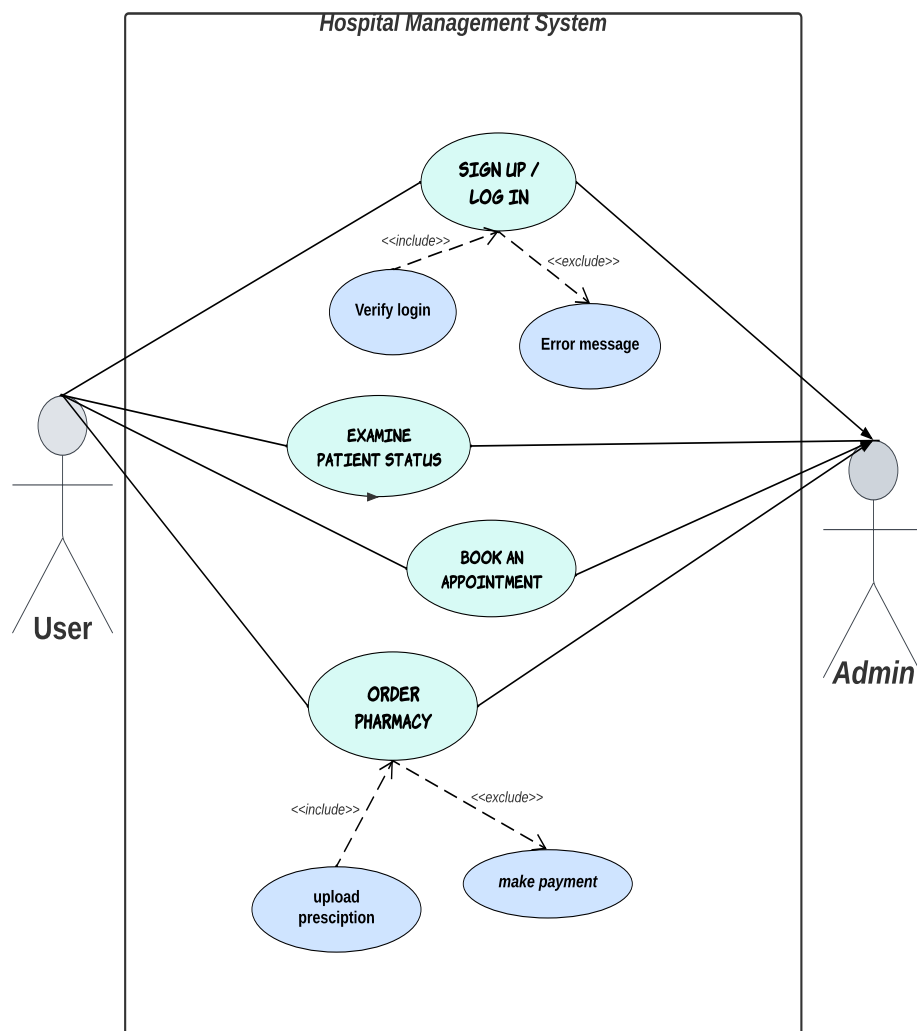 Hospital Management System
SIGN UP /
LOG IN
<<include>>
<<exclude>>
Verify login
Error message
EXAMINE
PATIENT STATUS
BOOK AN
APPOINTMENT
User
Admin
ORDER
PHARMACY
<<include>>
<<exclude>>
make payment
upload
presciption